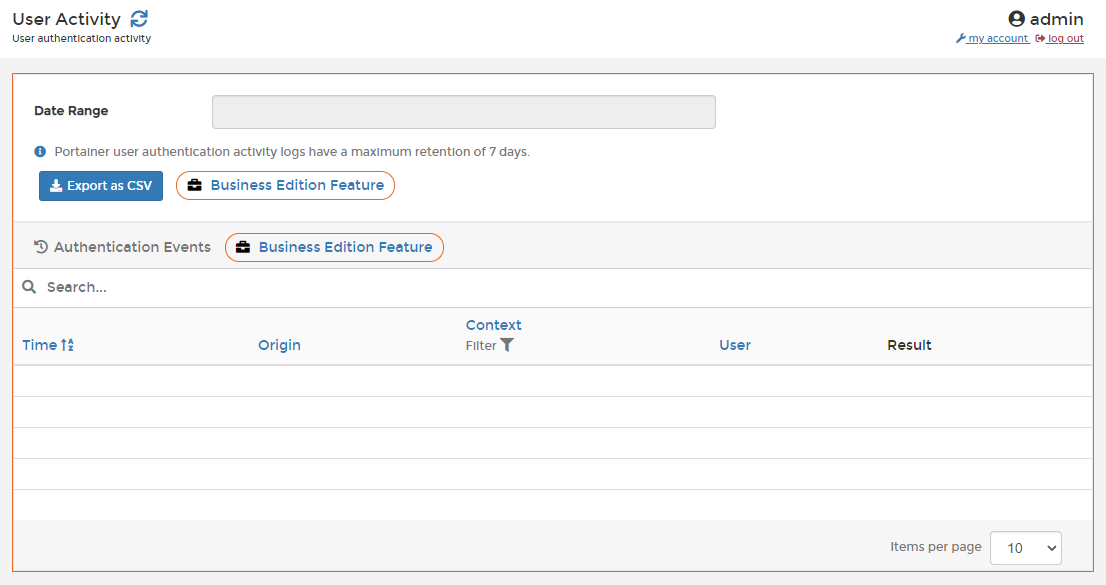 User Activity
admin
User authentication activity
my account log out
Date Range
Portainer user authentication activity logs have a maximum retention of 7 days.
Export as CSV Business Edition Feature
Authentication Events Business Edition Feature
Search...
Context
Time Origin Filter User Result
Items per page 10